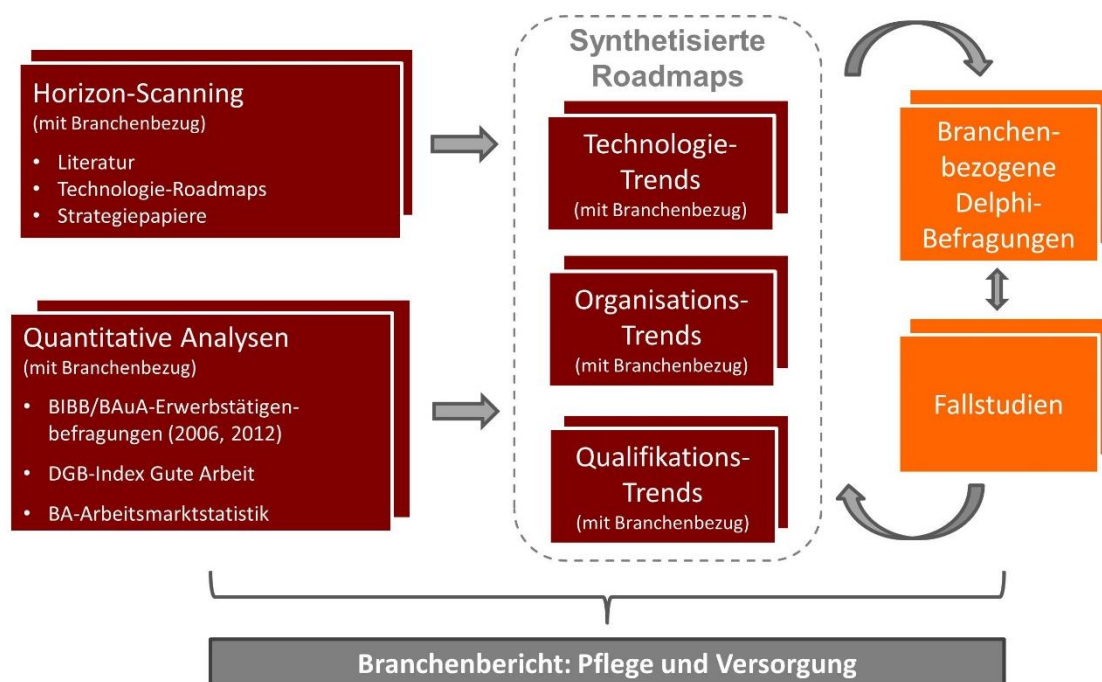 Horizon-Scanning
(mit Branchenbezug)
• Literatur
• Technologie-Roadmaps
• Strategiepapiere
Quantitative Analysen
(mit Branchenbezug)
• BIBB/BAuA-Erwerbstätigen-
befragungen (2006, 2012)
• DGB-Index Gute Arbeit
• BA-Arbeitsmarktstatistik
Synthetisierte
Roadmaps
Technologie-
Trends
(mit Branchenbezug)
Organisations-
Trends
(mit Branchenbezug)
Qualifikations-
Trends
(mit Branchenbezug)
Branchen-
bezogene
Delphi-
Befragungen
Fallstudien
Branchenbericht: Pflege und Versorgung